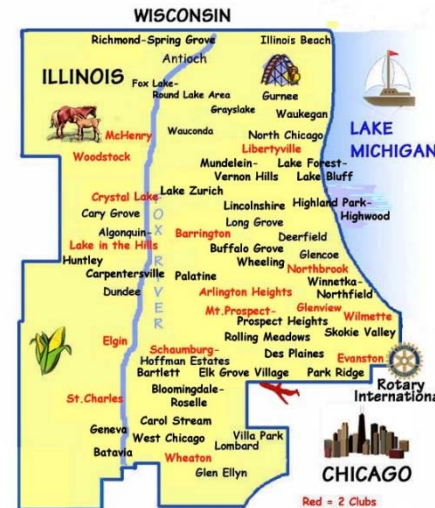 WISCONSIN
Richmond-Spring Grove
Illinois Beach
Antioch
ILLINOIS
Fox Lake-
Round Lake Area
Gurnee
Grayslake
Waukegan
LAKE
MICHIGAN
McHenry
Wauconda
North Chicago
Libertyville
Woodstock
Mundelein-
Vernon Hills
Lake Forest-
Lake Bluff
Crystal Lake
Lake Zurich
Cary Grove
Lincolnshire
Highland Park-
Highwood
Long Grove
Algonquin-
Lake in the Hills
Barrington
Deerfield
Buffalo Grove
Glencoe
Huntley
Wheeling
Northbrook
Carpentersville
Palatine
Winnetka-
Northfield
Dundee
Arlington Heights
Glenview
Wilmette
Mt.Prospect-
Prospect Heights
Skokie Valley
FOX RIVER
Elgin
Rolling Meadows
Schaumburg-
Hoffman Estates
Des Plaines
Evanston
Bartlett
Elk Grove Village
Park Ridge
Rotary
International
Bloomingdale-
Roselle
St.Charles
Carol Stream
Geneva
West Chicago
Villa Park
Lombard
Batavia
Wheaton
Glen Ellyn
CHICAGO
Red = 2 Clubs